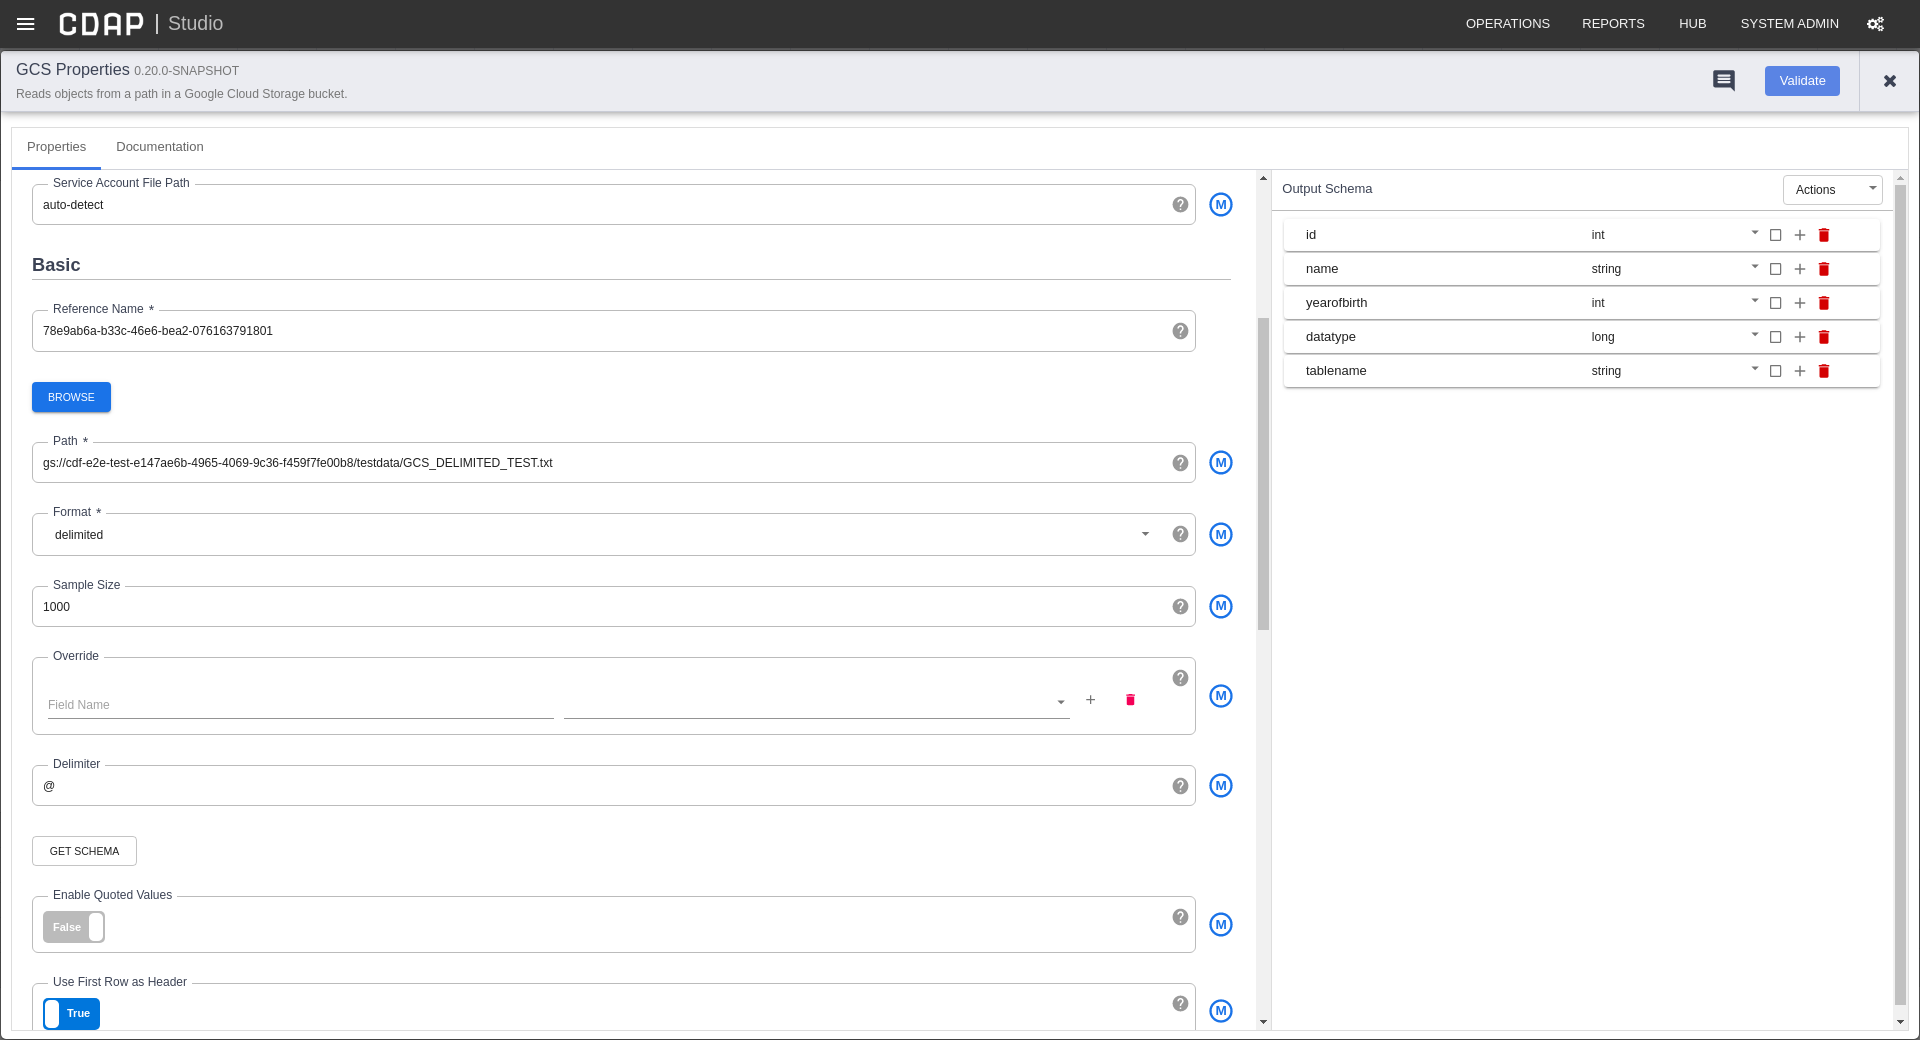 CDAP | Studio
OPERATIONS REPORTS HUB SYSTEM ADMIN
GCS Properties 0.20.0-SNAPSHOT
Reads objects from a path in a Google Cloud Storage bucket.
Validate
Properties Documentation
Service Account File Path
auto-detect
M
Basic
Reference Name *
78e9ab6a-b33c-46e6-bea2-076163791801
BROWSE
Path *
gs://cdf-e2e-test-e147ae6b-4965-4069-9c36-f459f7fe00b8/testdata/GCS_DELIMITED_TEST.txt
M
Format *
delimited
M
Sample Size
1000
M
Override
Field Name
M
Delimiter
@
M
GET SCHEMA
Enable Quoted Values
False
M
Use First Row as Header
True
M
Output Schema
Actions
id int
name string
yearofbirth int
datatype long
tablename string